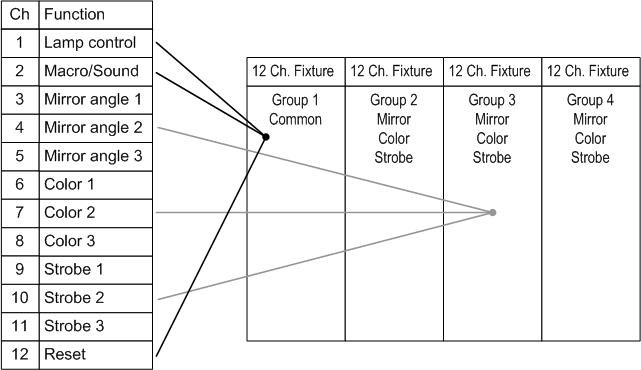 Ch Function
1 Lamp control
2 Macro/Sound
3 Mirror angle 1
4 Mirror angle 2
5 Mirror angle 3
6 Color 1
7 Color 2
8 Color 3
9 Strobe 1
10 Strobe 2
11 Strobe 3
12 Reset
12 Ch. Fixture 12 Ch. Fixture 12 Ch. Fixture 12 Ch. Fixture
Group 1 Group 2 Group 3 Group 4
Common Mirror Mirror Mirror
Color Color Color
Strobe Strobe Strobe